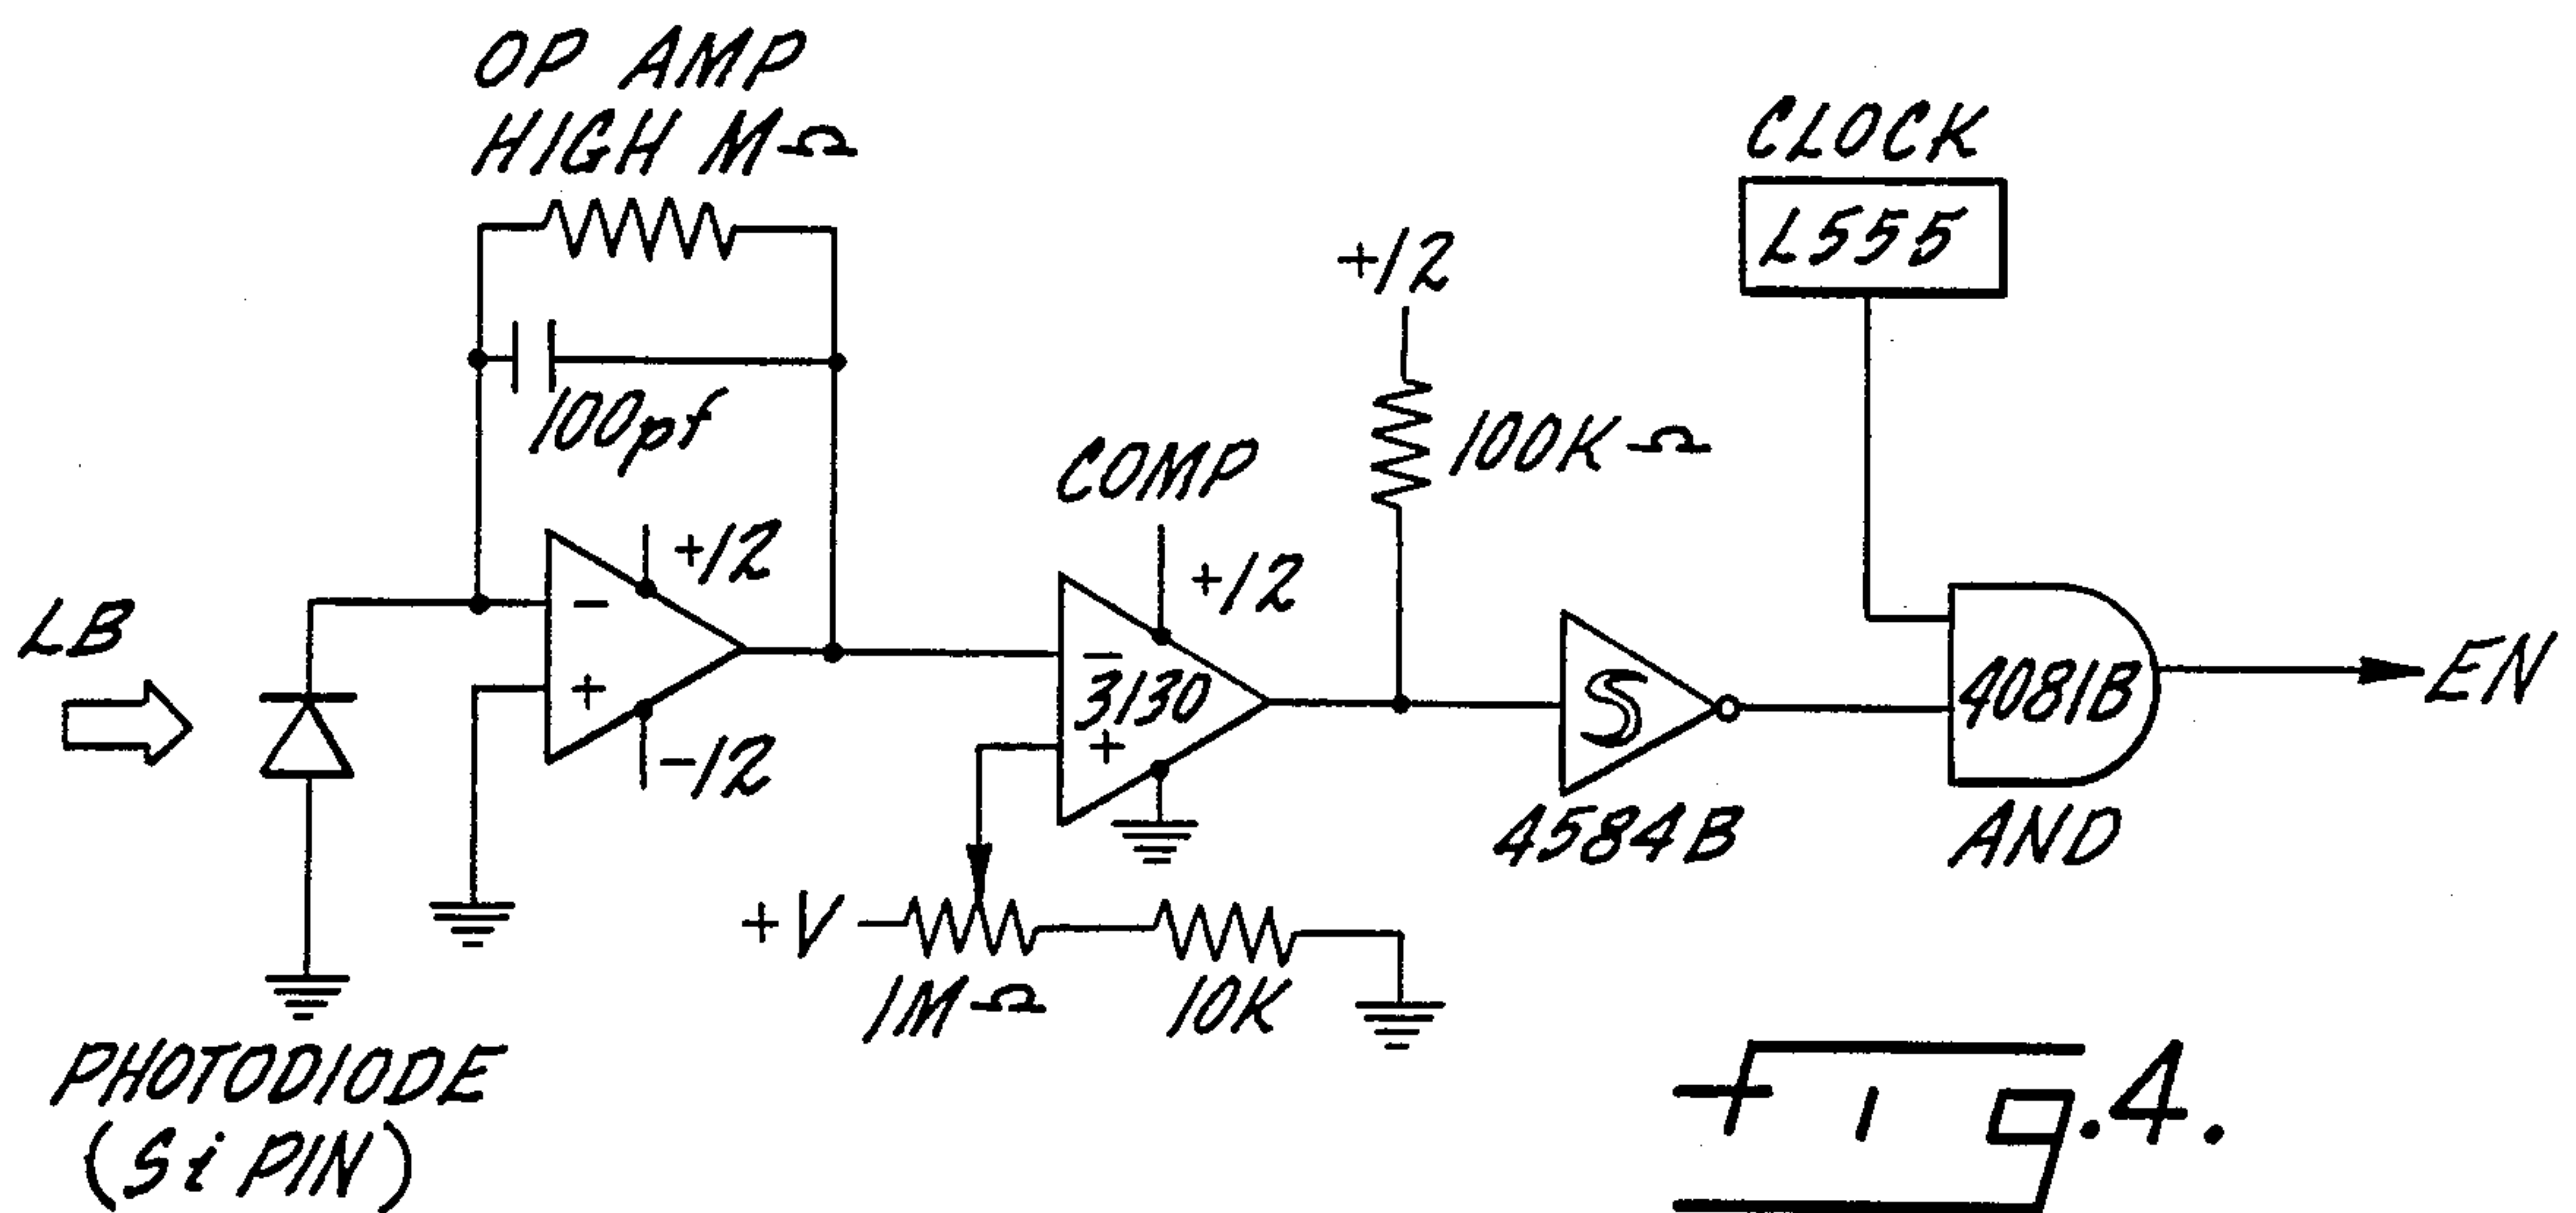 OP AMP
HIGH MΩ
100pf
+12
-
+
-12
LB
PHOTODIODE
(Si PIN)
COMP
+12
-
3130
+
+V
1MΩ
10K
+12
100KΩ
S
4584B
CLOCK
L555
4081B
AND
EN
Fig.4.